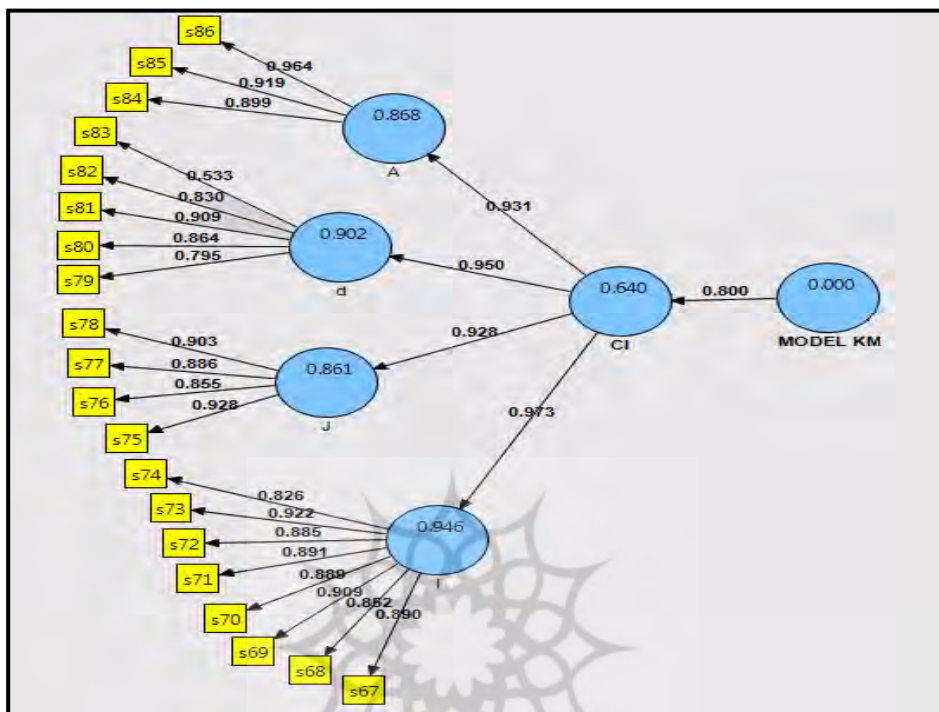 s86
0.964
s85
0.919
s84
0.899
0.868
A
s83
0.533
s82
0.830
s81
0.909
s80
0.864
s79
0.795
0.902
d
0.931
0.950
0.640
CI
0.800
0.000
MODEL KM
s78
0.903
s77
0.886
s76
0.855
s75
0.928
0.861
J
0.928
0.973
s74
0.826
s73
0.922
s72
0.885
s71
0.891
s70
0.889
s69
0.909
s68
0.852
s67
0.890
0.946
I